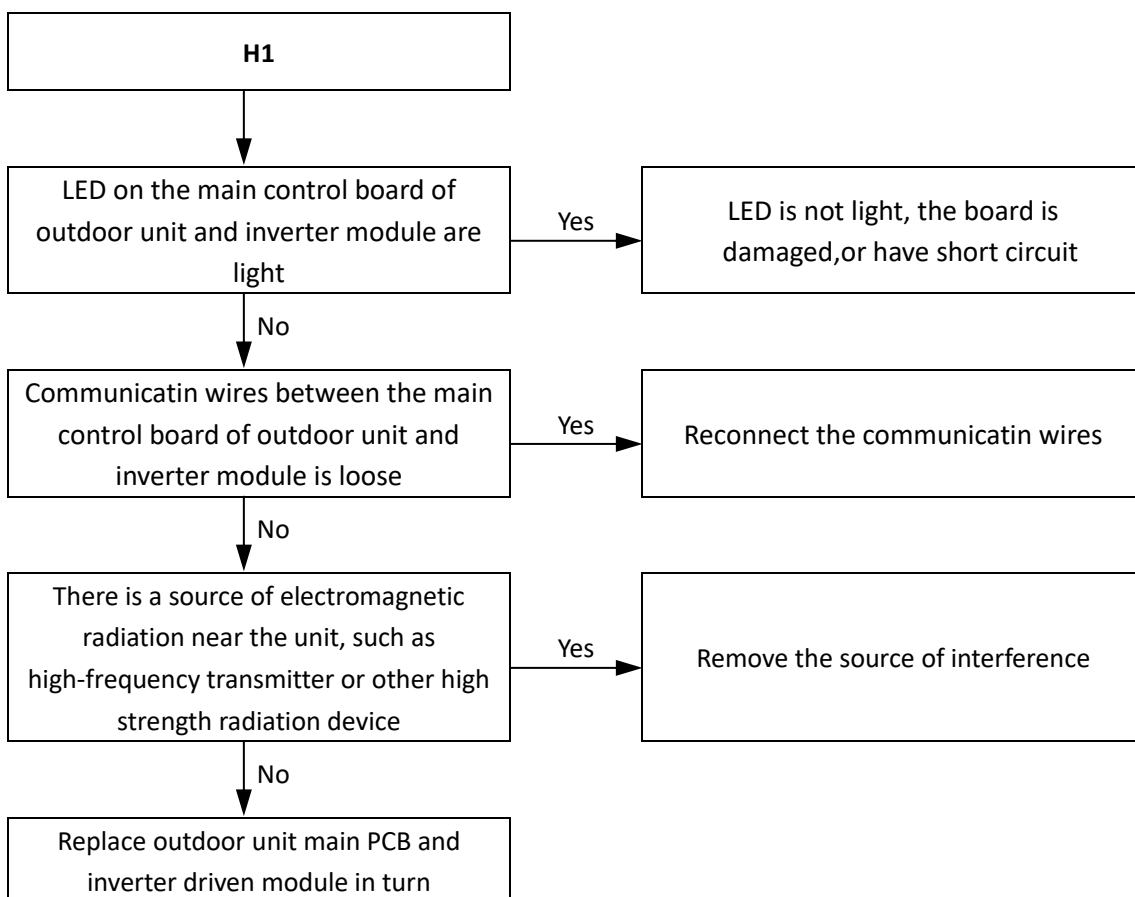 H1
LED on the main control board of
outdoor unit and inverter module are
light
Yes
LED is not light, the board is
damaged,or have short circuit
No
Communicatin wires between the main
control board of outdoor unit and
inverter module is loose
Yes
Reconnect the communicatin wires
No
There is a source of electromagnetic
radiation near the unit, such as
high-frequency transmitter or other high
strength radiation device
Yes
Remove the source of interference
No
Replace outdoor unit main PCB and
inverter driven module in turn